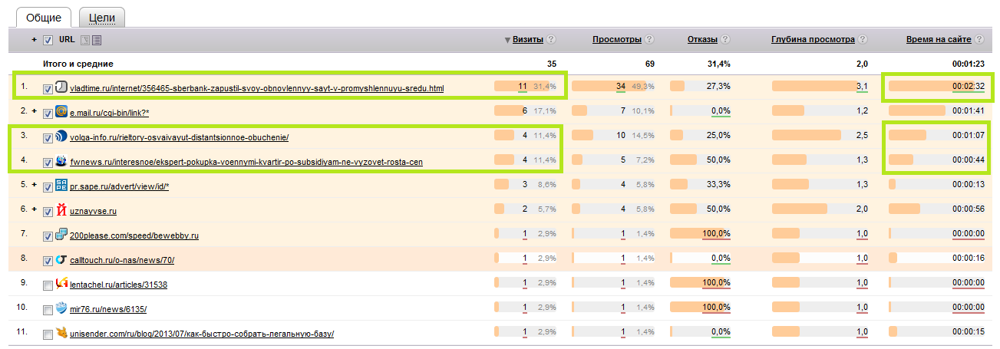 Общие Цели
+ URL Визиты ? Просмотры ? Отказы ? Глубина просмотра ? Время на сайте ?
Итого и средние 35 69 31,4% 2,0 00:01:23
1. vladtime.ru/internet/356465-sberbank-zapustil-svoy-obnovlennyy-sayt-v-promyshlennuyu-sredu.html 11 31,4% 34 49,3% 27,3% 3,1 00:02:32
2. + e.mail.ru/cgi-bin/link?* 6 17,1% 7 10,1% 0,0% 1,2 00:01:41
3. volga-info.ru/rieltory-osvaivayut-distantsionnoe-obuchenie/ 4 11,4% 10 14,5% 25,0% 2,5 00:01:07
4. fwnews.ru/interesnoe/ekspert-pokupka-voennymi-kvartir-po-subsidiyam-ne-vyzovet-rosta-cen 4 11,4% 5 7,2% 50,0% 1,3 00:00:44
5. + SAPE pr.sape.ru/advert/view/id/* 3 8,6% 4 5,8% 33,3% 1,3 00:00:13
6. + Й uznayvse.ru 2 5,7% 4 5,8% 50,0% 2,0 00:00:56
7. 200please.com/speed/bewebby.ru 1 2,9% 1 1,4% 100,0% 1,0 00:00:00
8. calltouch.ru/o-nas/news/70/ 1 2,9% 1 1,4% 0,0% 1,0 00:00:16
9. lentachel.ru/articles/31538 1 2,9% 1 1,4% 100,0% 1,0 00:00:00
10. mir76.ru/news/6135/ 1 2,9% 1 1,4% 100,0% 1,0 00:00:00
11. unisender.com/ru/blog/2013/07/как-быстро-собрать-легальную-базу/ 1 2,9% 1 1,4% 0,0% 1,0 00:00:15